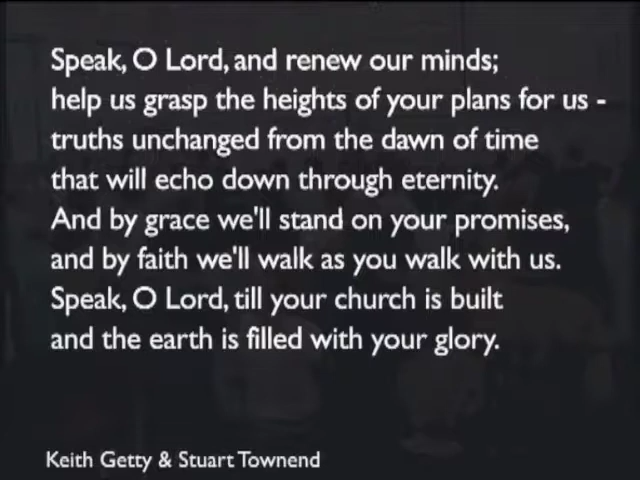 Speak, O Lord, and renew our minds;
help us grasp the heights of your plans for us -
truths unchanged from the dawn of time
that will echo down through eternity.
And by grace we'll stand on your promises,
and by faith we'll walk as you walk with us.
Speak, O Lord, till your church is built
and the earth is filled with your glory.
Keith Getty & Stuart Townend